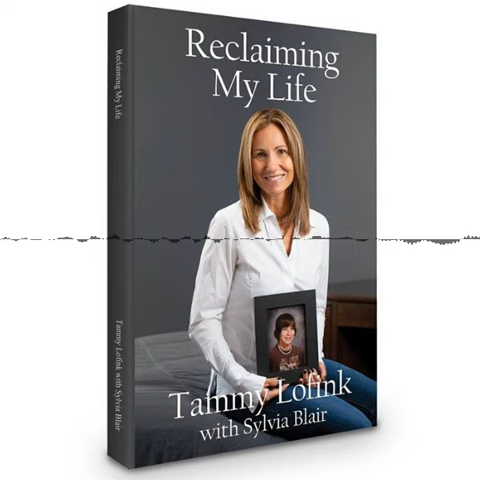 Reclaiming
My Life
Tammy Lofink
with Sylvia Blair
Reclaiming My Life
Tammy Lofink with Sylvia Blair